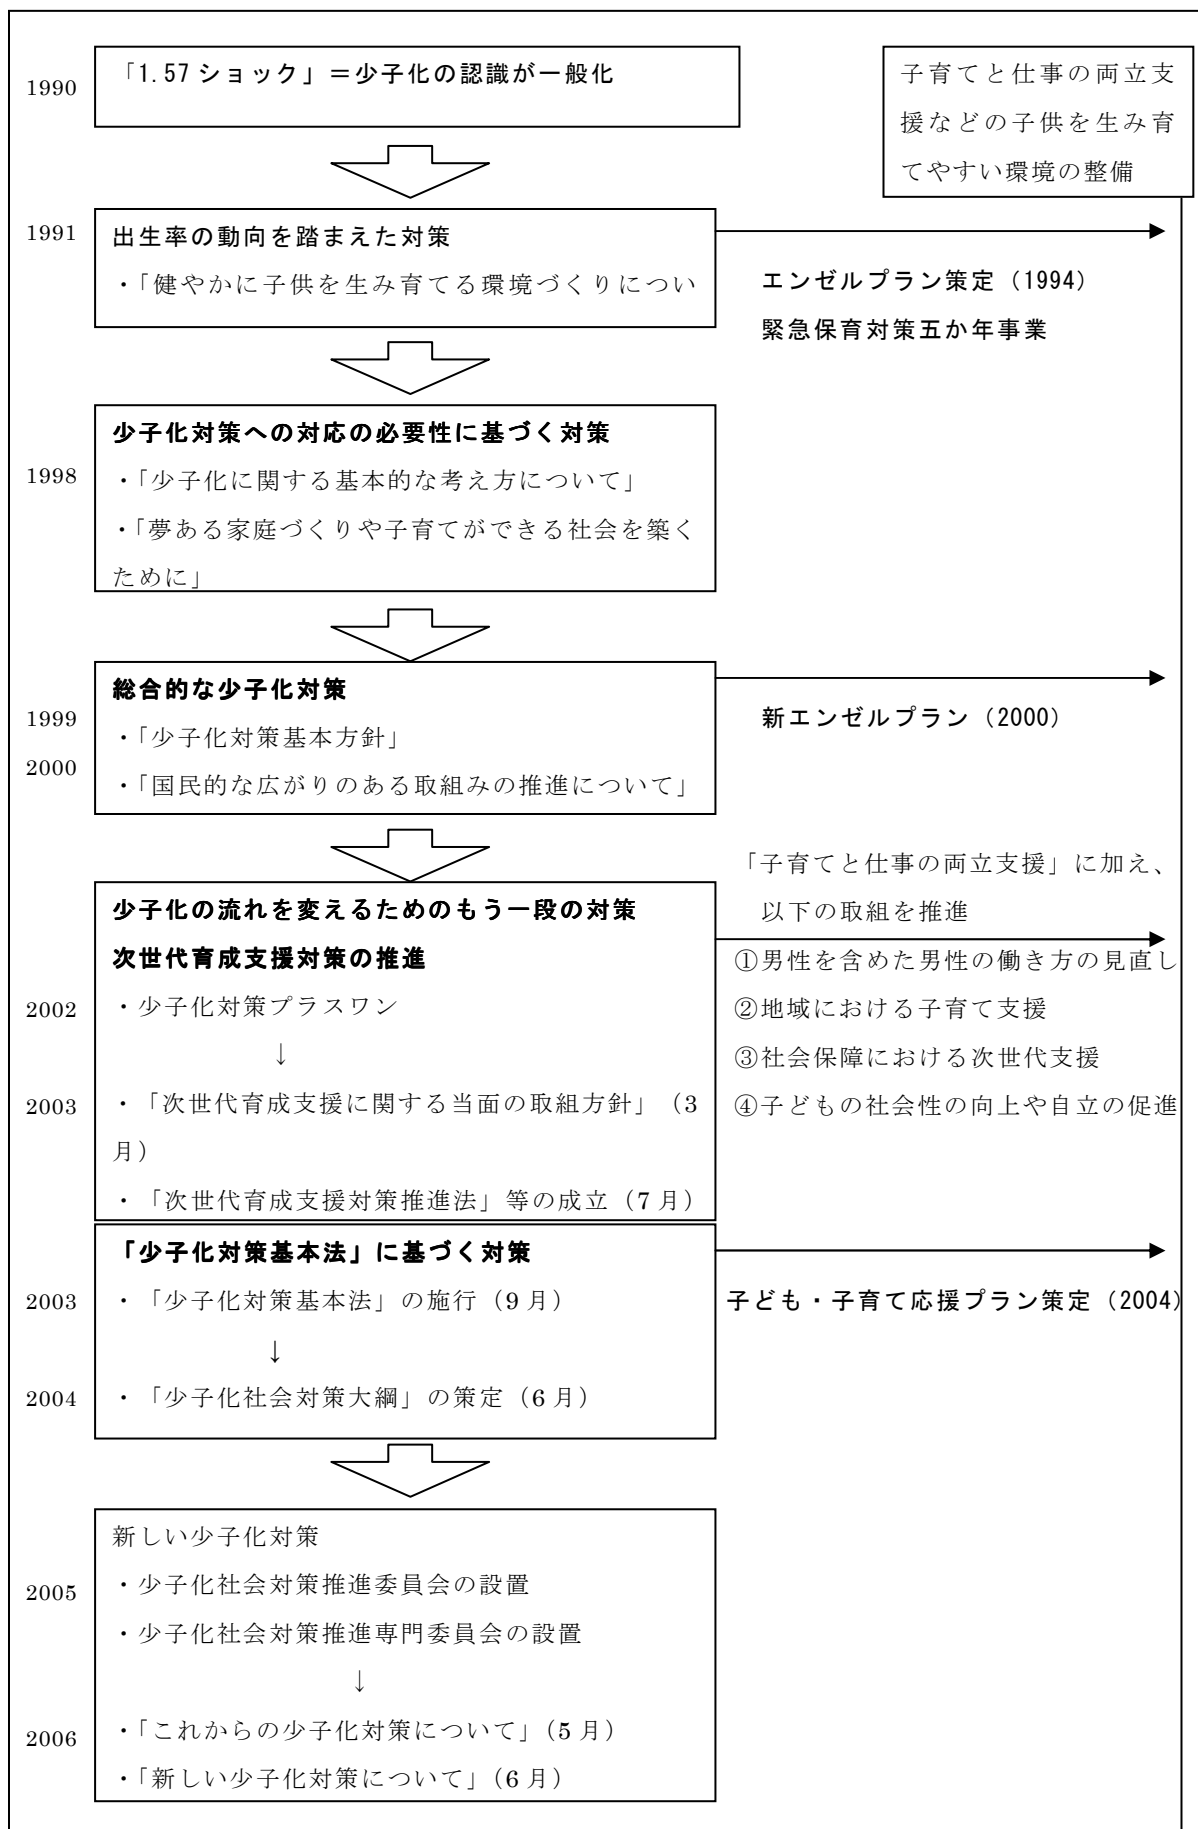 1990
「1.57ショック」＝少子化の認識が一般化
子育てと仕事の両立支
援などの子供を生み育
てやすい環境の整備
1991
出生率の動向を踏まえた対策
・「健やかに子供を生み育てる環境づくりについ
エンゼルプラン策定（1994）
緊急保育対策五か年事業
少子化対策への対応の必要性に基づく対策
1998
・「少子化に関する基本的な考え方について」
・「夢ある家庭づくりや子育てができる社会を築く
ために」
総合的な少子化対策
1999
・「少子化対策基本方針」
2000
・「国民的な広がりのある取組みの推進について」
新エンゼルプラン（2000）
少子化の流れを変えるためのもう一段の対策
次世代育成支援対策の推進
2002
・少子化対策プラスワン
↓
2003
・「次世代育成支援に関する当面の取組方針」（3
月）
・「次世代育成支援対策推進法」等の成立（7月）
「子育てと仕事の両立支援」に加え、
以下の取組を推進
①男性を含めた男性の働き方の見直し
②地域における子育て支援
③社会保障における次世代支援
④子どもの社会性の向上や自立の促進
「少子化対策基本法」に基づく対策
2003
・「少子化対策基本法」の施行（9月）
↓
2004
・「少子化社会対策大綱」の策定（6月）
子ども・子育て応援プラン策定（2004）
新しい少子化対策
2005
・少子化社会対策推進委員会の設置
・少子化社会対策推進専門委員会の設置
↓
2006
・「これからの少子化対策について」（5月）
・「新しい少子化対策について」（6月）